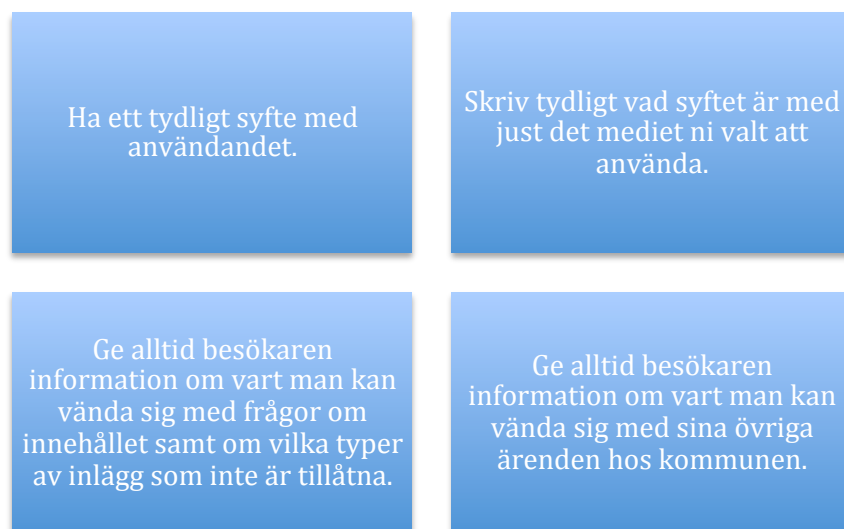 Ha ett tydligt syfte med
användandet.
Skriv tydligt vad syftet är med
just det mediet ni valt att
använda.
Ge alltid besökaren
information om vart man kan
vända sig med frågor om
innehållet samt om vilka typer
av inlägg som inte är tillåtna.
Ge alltid besökaren
information om vart man kan
vända sig med sina övriga
ärenden hos kommunen.